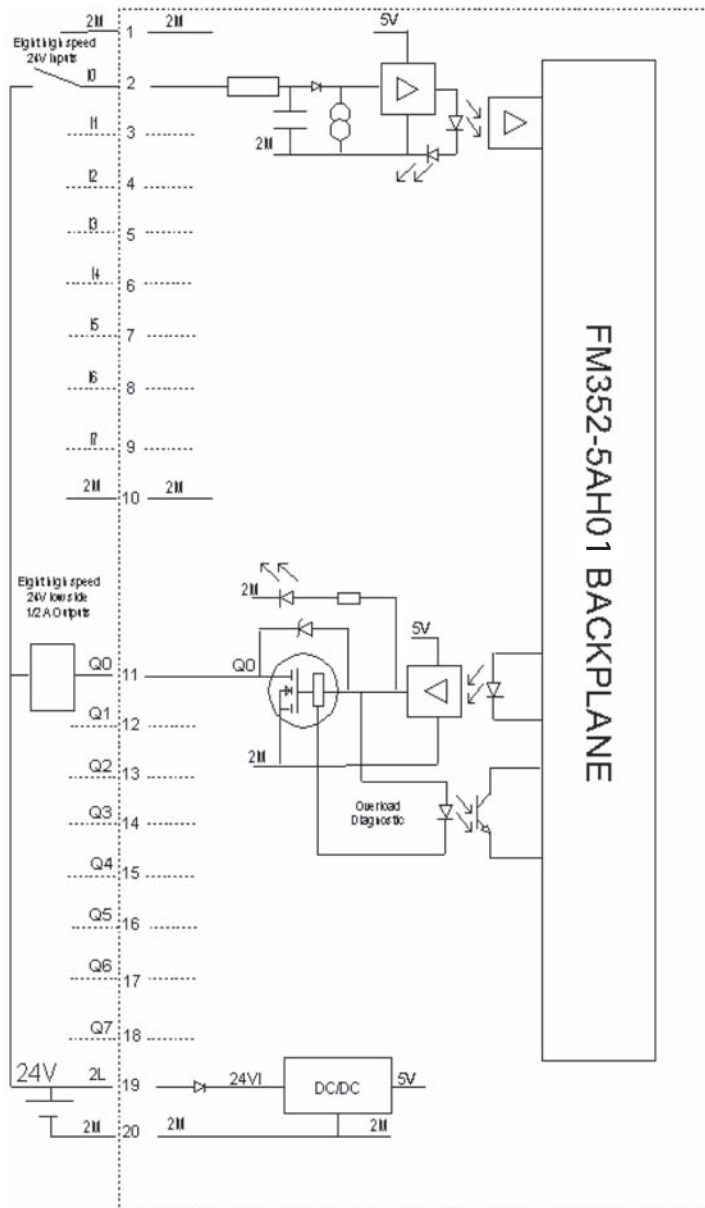 2M 1 2M 5V
Eight high speed
24V Inputs
I0 2
I1 3 2M
I2 4
I3 5
I4 6
I5 7
I6 8
I7 9
2M 10 2M
FM352-5AH01 BACKPLANE
Eight high speed
24V low side
1/2 A Outputs
2M
5V
Q0 11 Q0
Q1 12
2M
Q2 13
Q3 14
Overload
Diagnostic
Q4 15
Q5 16
Q6 17
Q7 18
24V 2L 19 24VI DC/DC 5V
2M 20 2M 2M